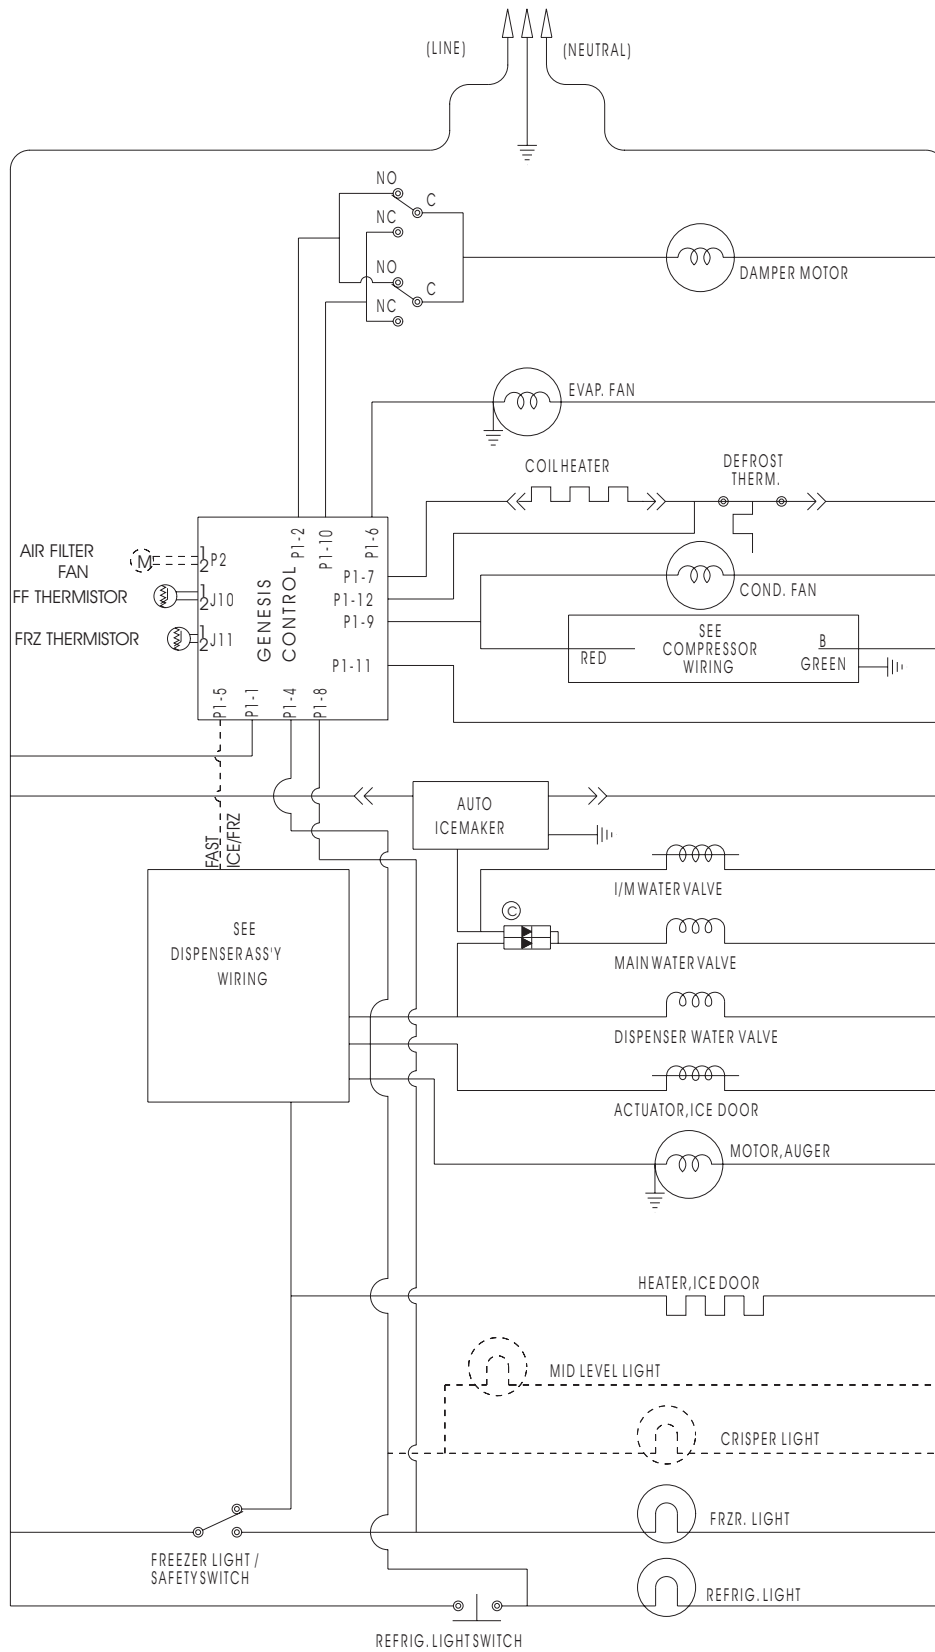 (LINE)
(NEUTRAL)
NO
C
NC
NO
C
NC
DAMPER MOTOR
EVAP. FAN
COIL HEATER
DEFROST
THERM.
AIR FILTER
FAN
M
1
2
P2
P1-2
P1-10
P1-6
FF THERMISTOR
1
2
J10
FRZ THERMISTOR
1
2
J11
GENESIS
CONTROL
P1-7
P1-12
P1-9
P1-11
COND. FAN
SEE
COMPRESSOR
WIRING
RED
B
GREEN
P1-5
P1-1
P1-4
P1-8
AUTO
ICEMAKER
FAST
ICE/FRZ
I/M WATER VALVE
C
SEE
DISPENSER ASS'Y
WIRING
MAIN WATER VALVE
DISPENSER WATER VALVE
ACTUATOR, ICE DOOR
MOTOR, AUGER
HEATER, ICE DOOR
MID LEVEL LIGHT
CRISPER LIGHT
FRZR. LIGHT
FREEZER LIGHT /
SAFETY SWITCH
REFRIG. LIGHT
REFRIG. LIGHT SWITCH